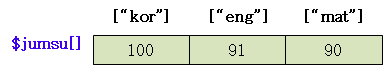 [“kor”] [“eng”] [“mat”]
$jumsu[] 100 91 90